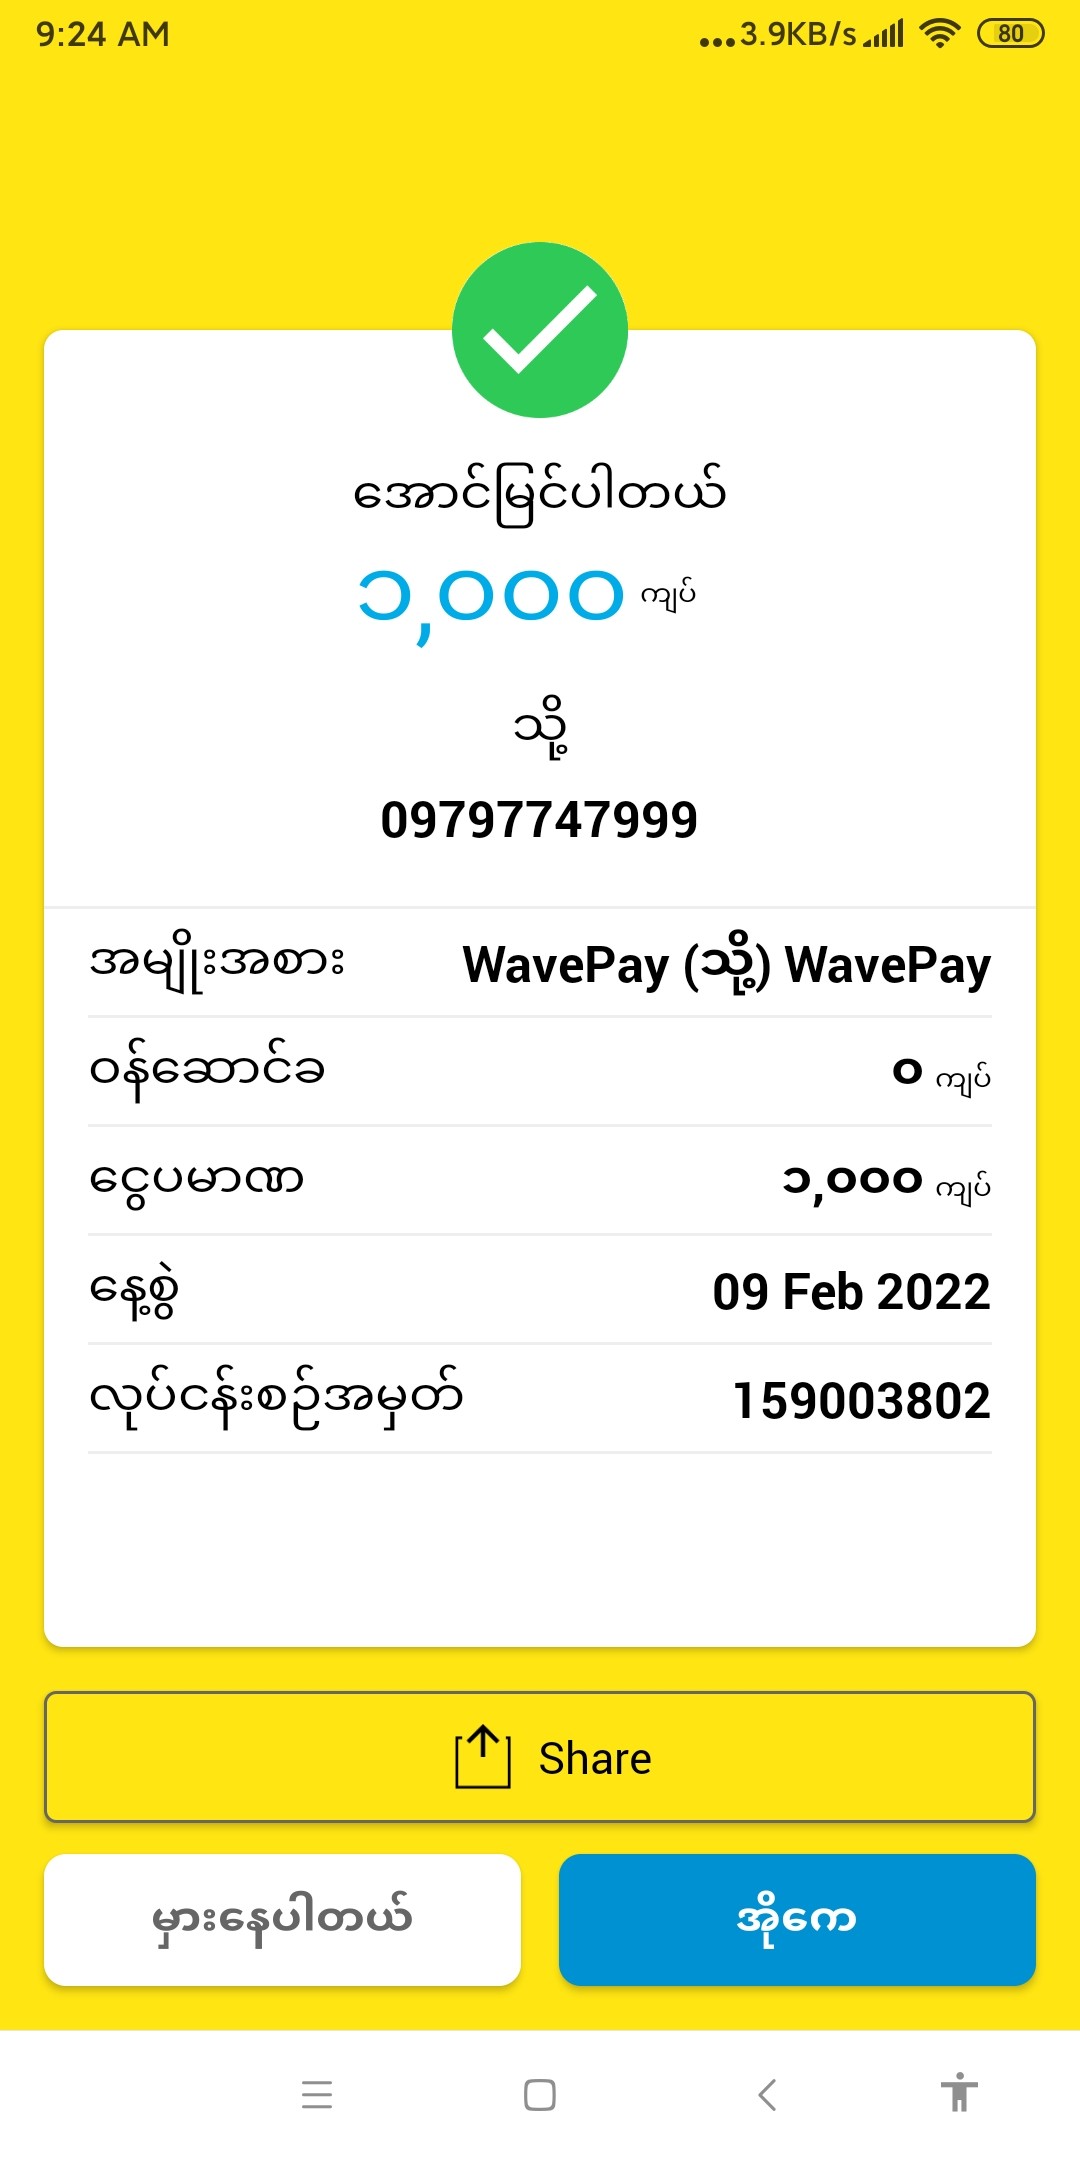 9:24 AM ...3.9KB/s 80
အောင်မြင်ပါတယ်
၁,၀၀၀ ကျပ်
သို့
09797747999
အမျိုးအစား WavePay (သို့) WavePay
ဝန်ဆောင်ခ ၀ ကျပ်
ငွေပမာဏ ၁,၀၀၀ ကျပ်
နေ့စွဲ 09 Feb 2022
လုပ်ငန်းစဉ်အမှတ် 159003802
Share
မှားနေပါတယ် အိုကေ